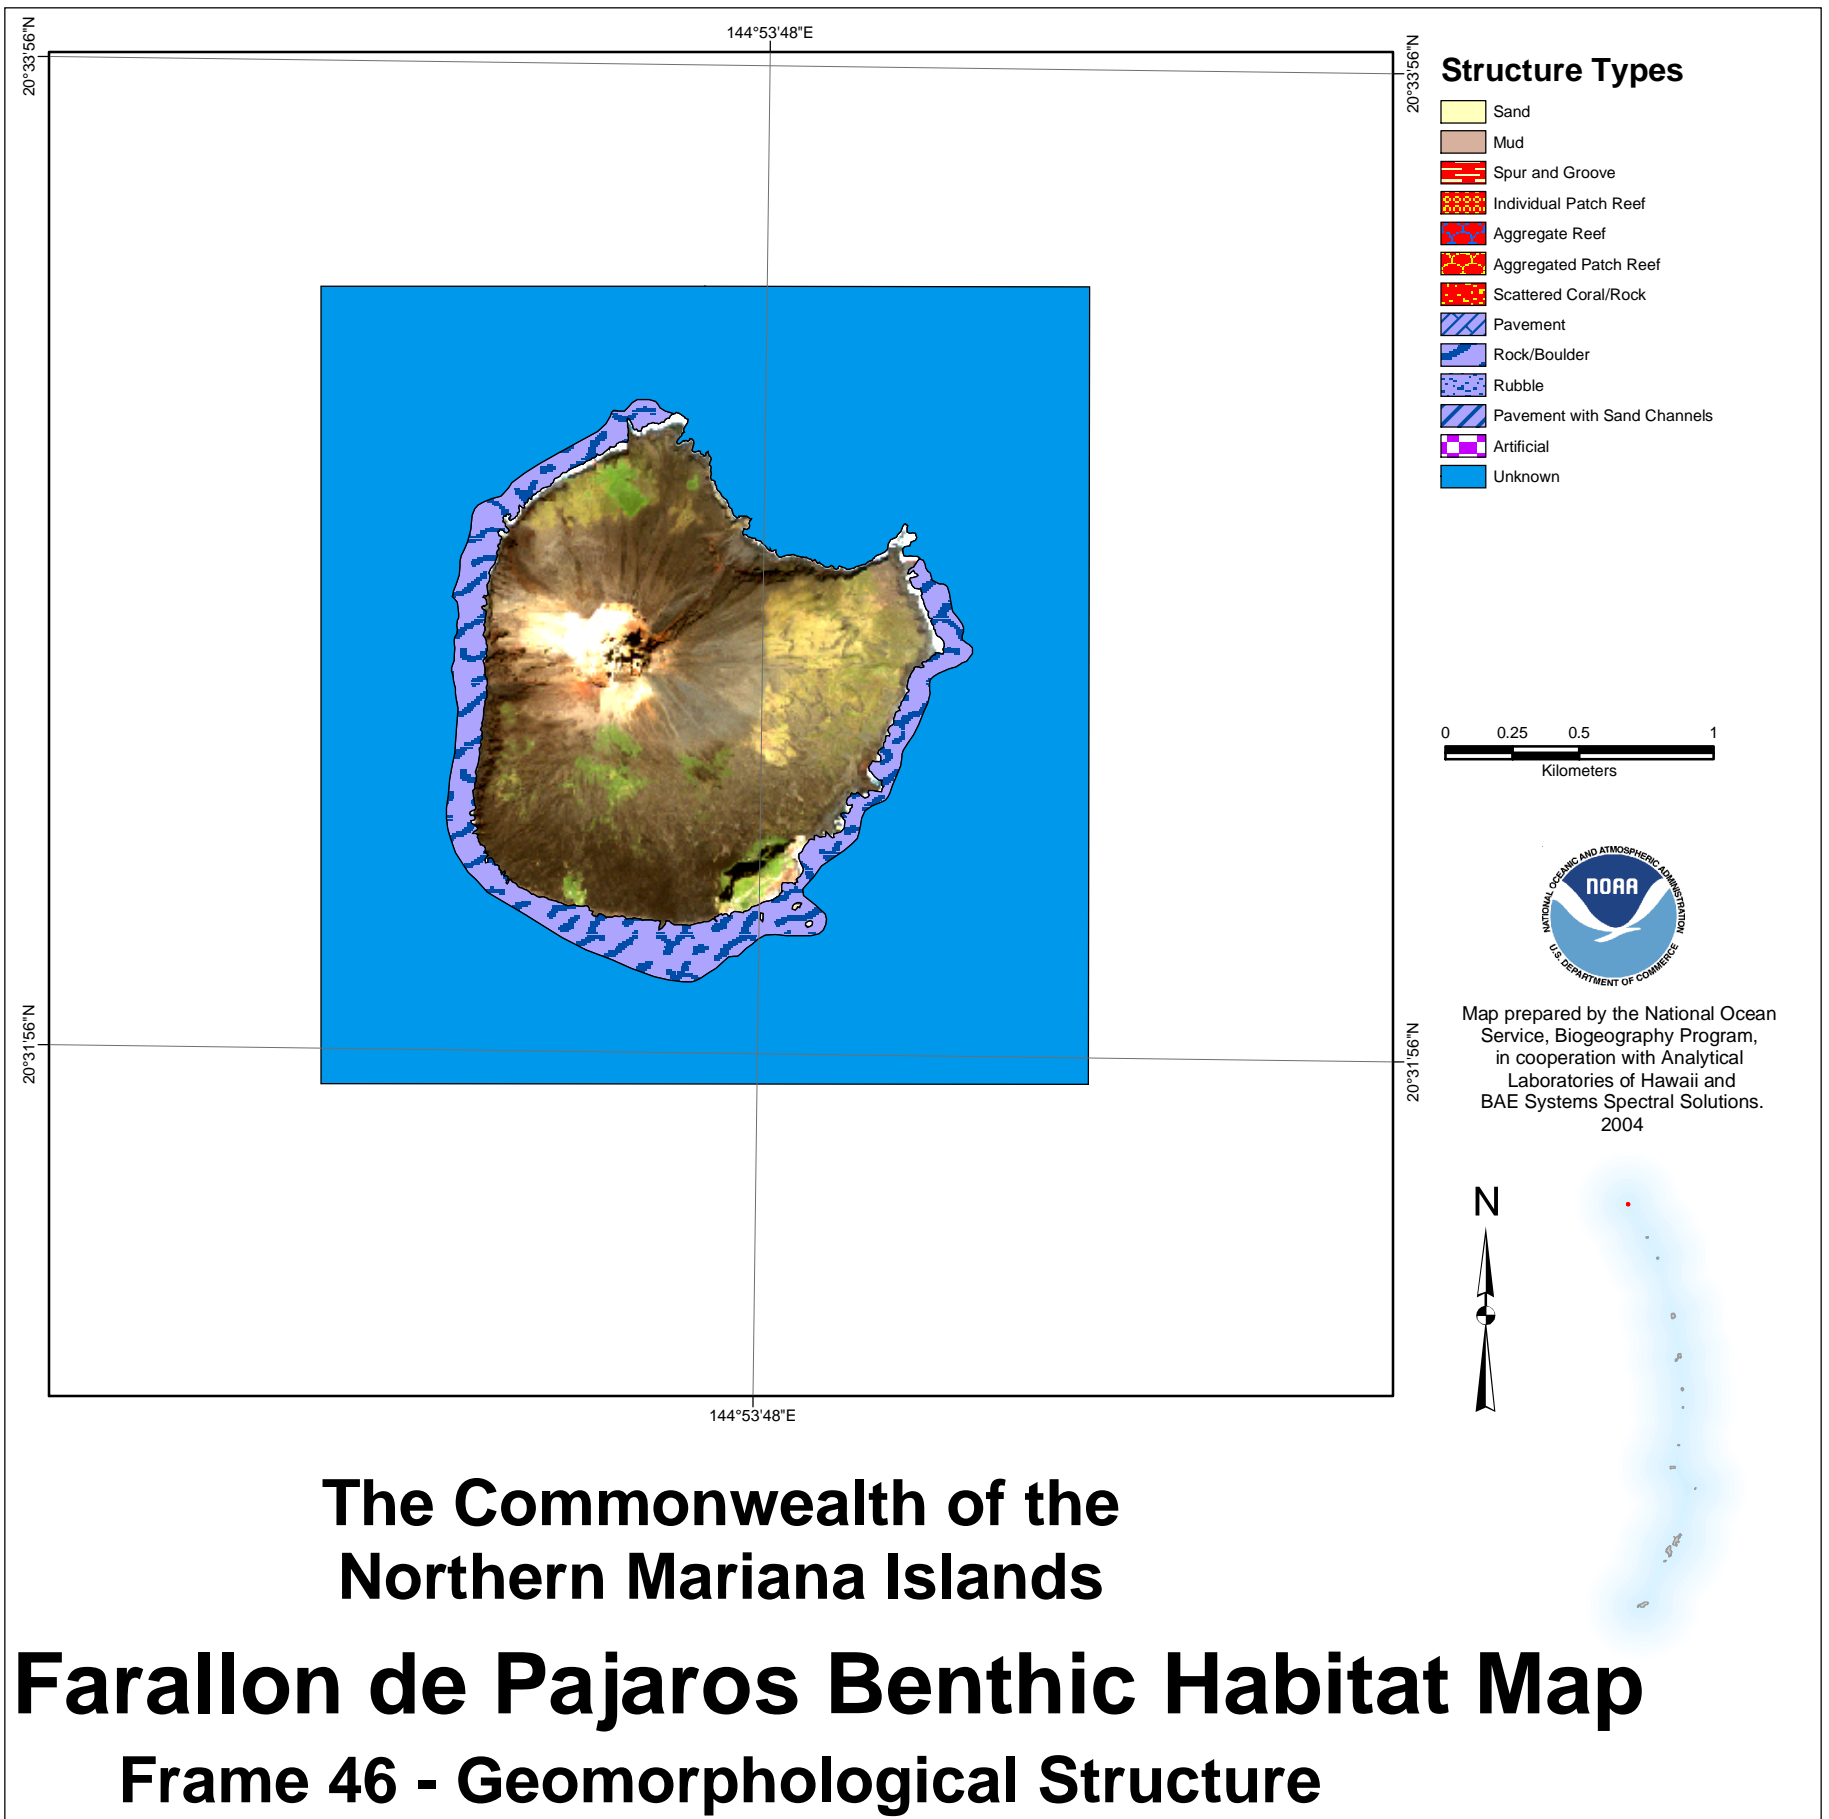 144°53'48"E
20°33'56"N
20°33'56"N
Structure Types
Sand
Mud
Spur and Groove
Individual Patch Reef
Aggregate Reef
Aggregated Patch Reef
Scattered Coral/Rock
Pavement
Rock/Boulder
Rubble
Pavement with Sand Channels
Artificial
Unknown
0 0.25 0.5 1
Kilometers
NATIONAL OCEANIC AND ATMOSPHERIC ADMINISTRATION
NOAA
U.S. DEPARTMENT OF COMMERCE
Map prepared by the National Ocean
Service, Biogeography Program,
in cooperation with Analytical
Laboratories of Hawaii and
BAE Systems Spectral Solutions.
2004
20°31'56"N
20°31'56"N
N
144°53'48"E
The Commonwealth of the
Northern Mariana Islands
Farallon de Pajaros Benthic Habitat Map
Frame 46 - Geomorphological Structure